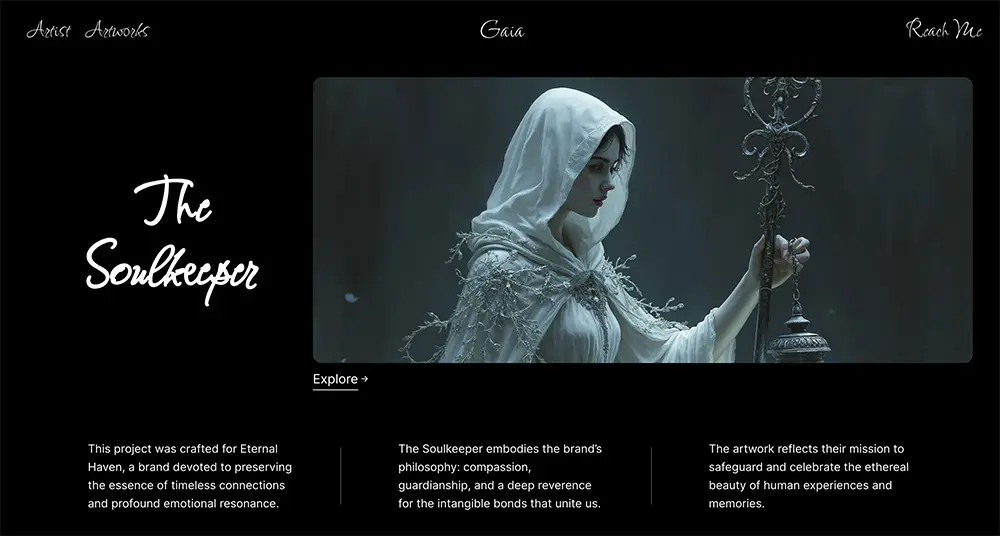 Artist Artworks Gaia Reach Me
The
Soulkeeper
Explore →
This project was crafted for Eternal
Haven, a brand devoted to preserving
the essence of timeless connections
and profound emotional resonance.
The Soulkeeper embodies the brand’s
philosophy: compassion,
guardianship, and a deep reverence
for the intangible bonds that unite us.
The artwork reflects their mission to
safeguard and celebrate the ethereal
beauty of human experiences and
memories.